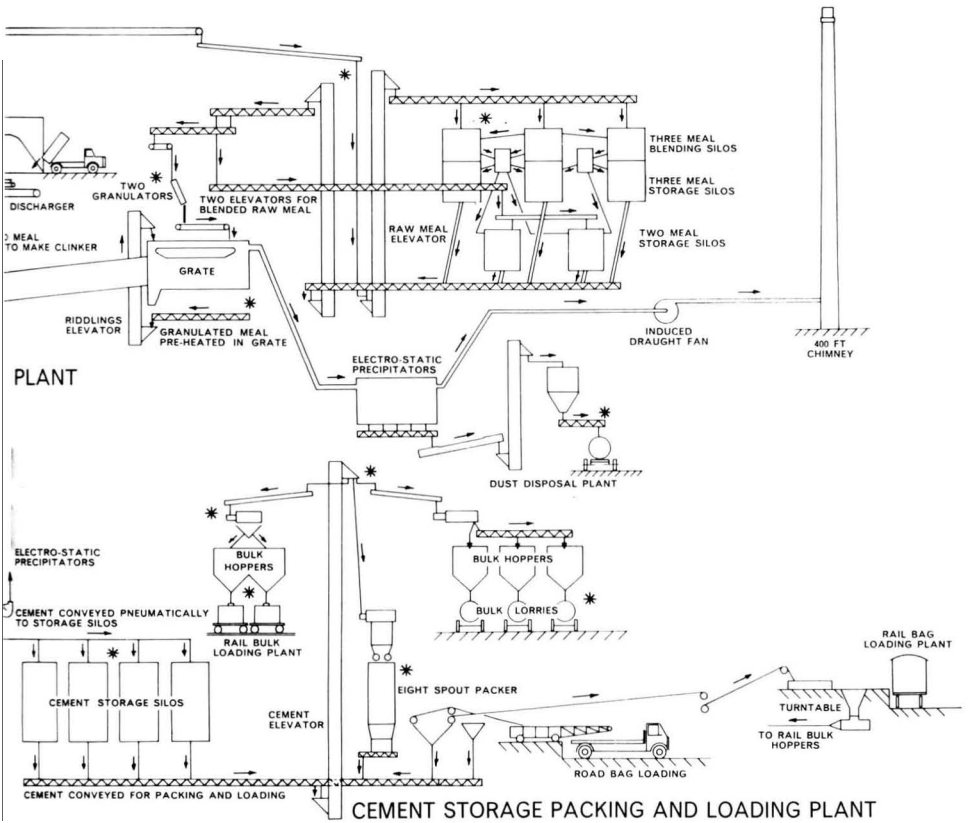 THREE MEAL
BLENDING SILOS
THREE MEAL
STORAGE SILOS
DISCHARGER
TWO
GRANULATORS
TWO ELEVATORS FOR
BLENDED RAW MEAL
RAW MEAL
ELEVATOR
TWO MEAL
STORAGE SILOS
MEAL
TO MAKE CLINKER
GRATE
RIDDLINGS
ELEVATOR
GRANULATED MEAL
PRE-HEATED IN GRATE
INDUCED
DRAUGHT FAN
400 FT
CHIMNEY
ELECTRO-STATIC
PRECIPITATORS
PLANT
DUST DISPOSAL PLANT
ELECTRO-STATIC
PRECIPITATORS
BULK
HOPPERS
BULK HOPPERS
CEMENT CONVEYED PNEUMATICALLY
TO STORAGE SILOS
BULK LORRIES
RAIL BULK
LOADING PLANT
RAIL BAG
LOADING PLANT
CEMENT STORAGE SILOS
CEMENT
ELEVATOR
EIGHT SPOUT PACKER
TURNTABLE
TO RAIL BULK
HOPPERS
ROAD BAG LOADING
CEMENT CONVEYED FOR PACKING AND LOADING
CEMENT STORAGE PACKING AND LOADING PLANT